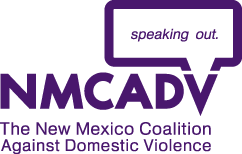 speaking out.
NMCADV
The New Mexico Coalition
Against Domestic Violence